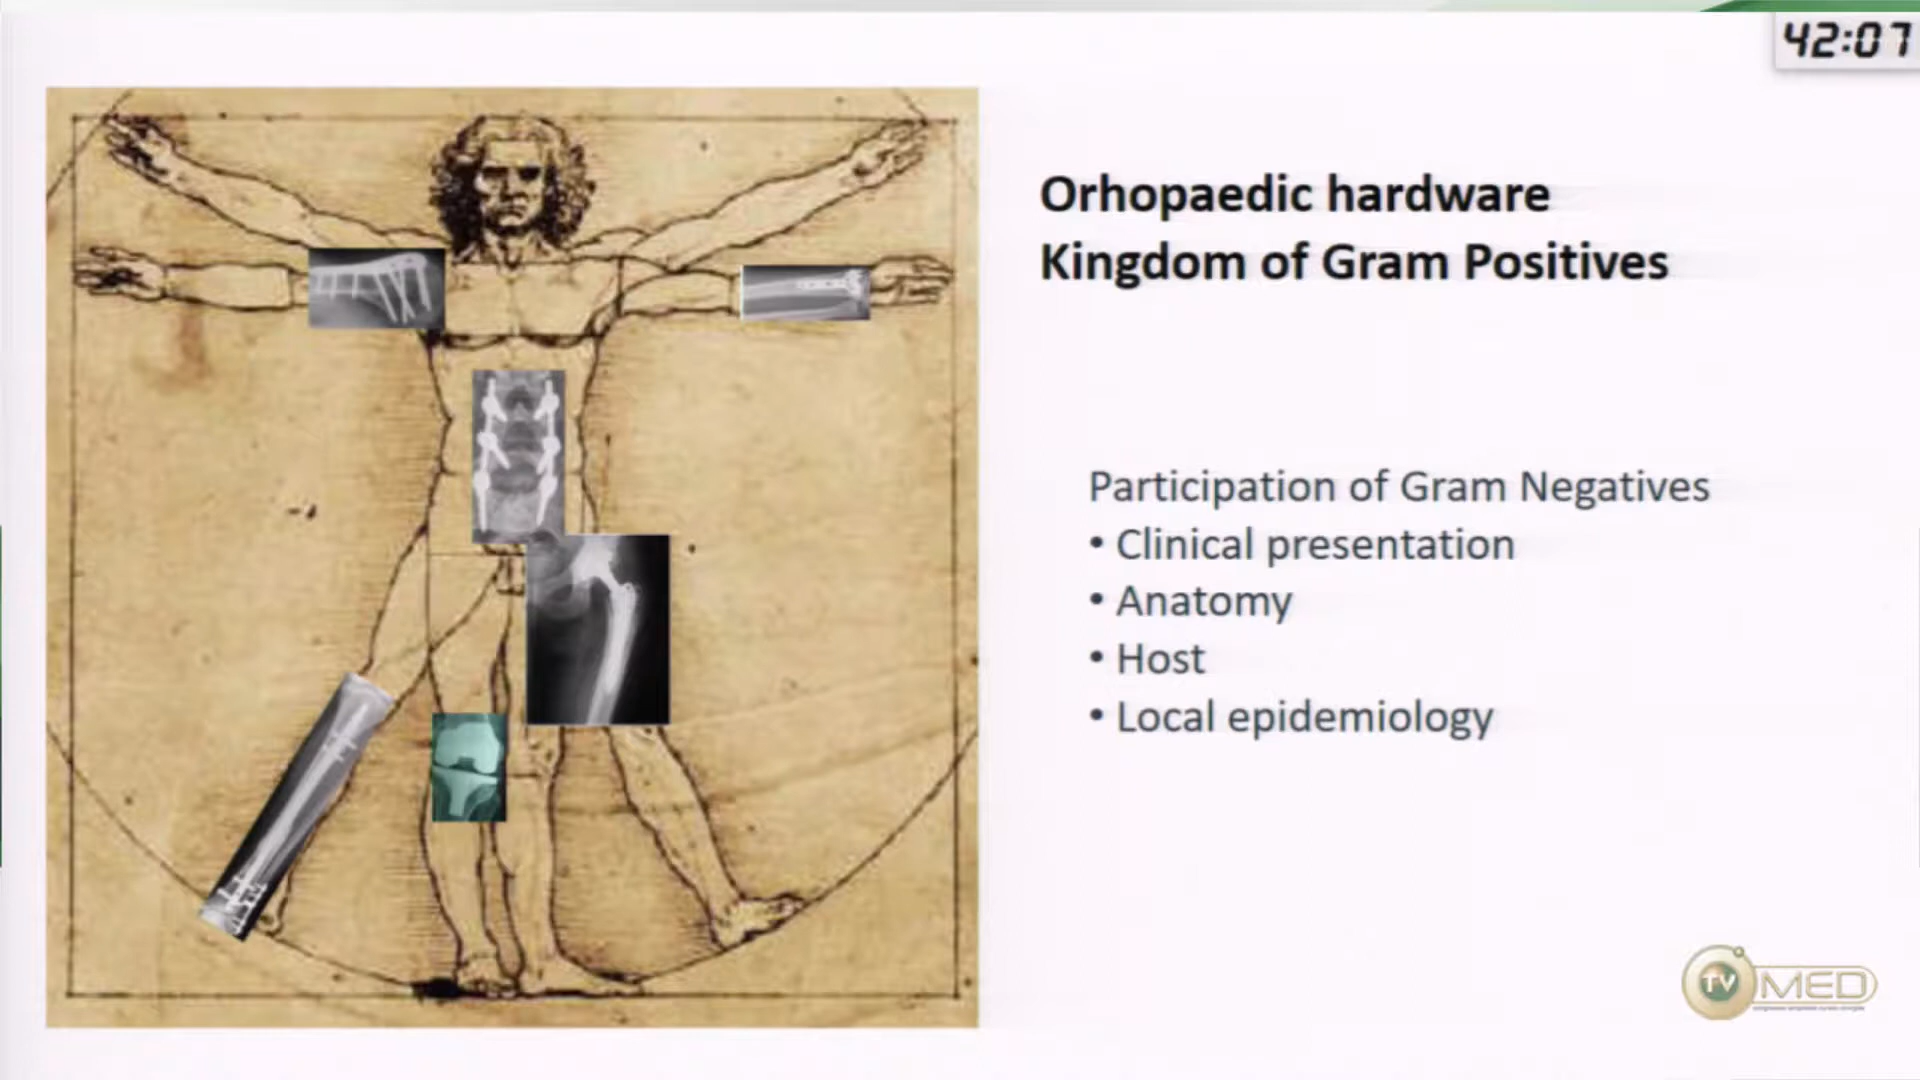 42:07
Orhopaedic hardware
Kingdom of Gram Positives
Participation of Gram Negatives
• Clinical presentation
• Anatomy
• Host
• Local epidemiology
TV MED